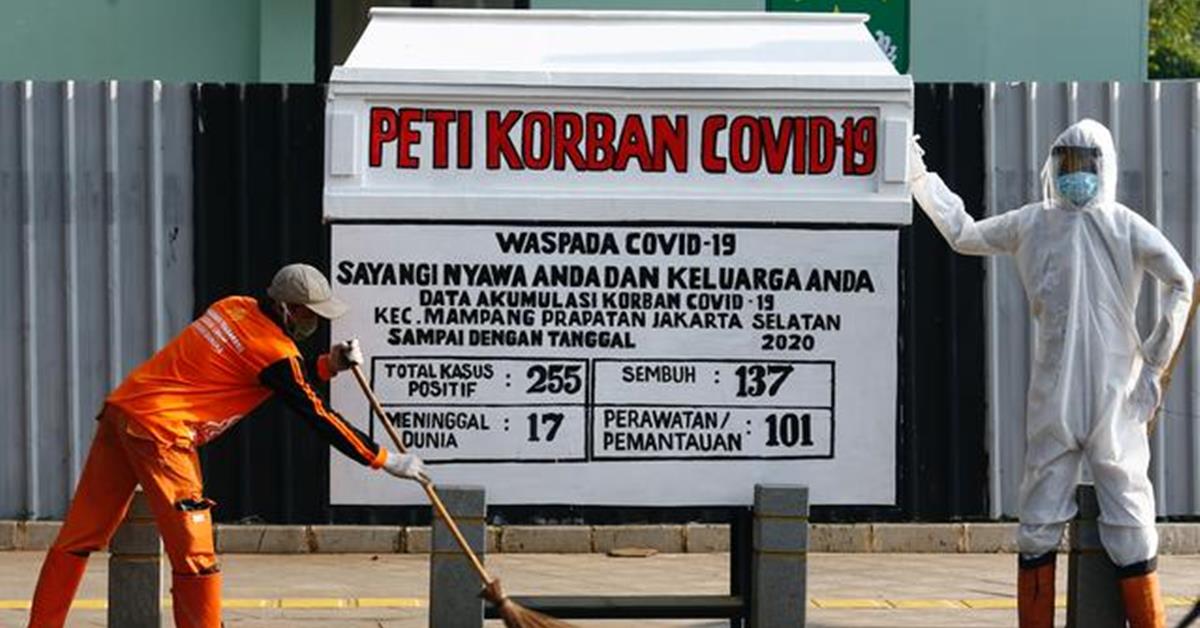 PETI KORBAN COVID-19
WASPADA COVID-19
SAYANGI NYAWA ANDA DAN KELUARGA ANDA
DATA AKUMULASI KORBAN COVID-19
KEC. MAMPANG PRAPATAN JAKARTA SELATAN
SAMPAI DENGAN TANGGAL 2020
TOTAL KASUS POSITIF : 255
SEMBUH : 137
MENINGGAL DUNIA : 17
PERAWATAN/ PEMANTAUAN : 101